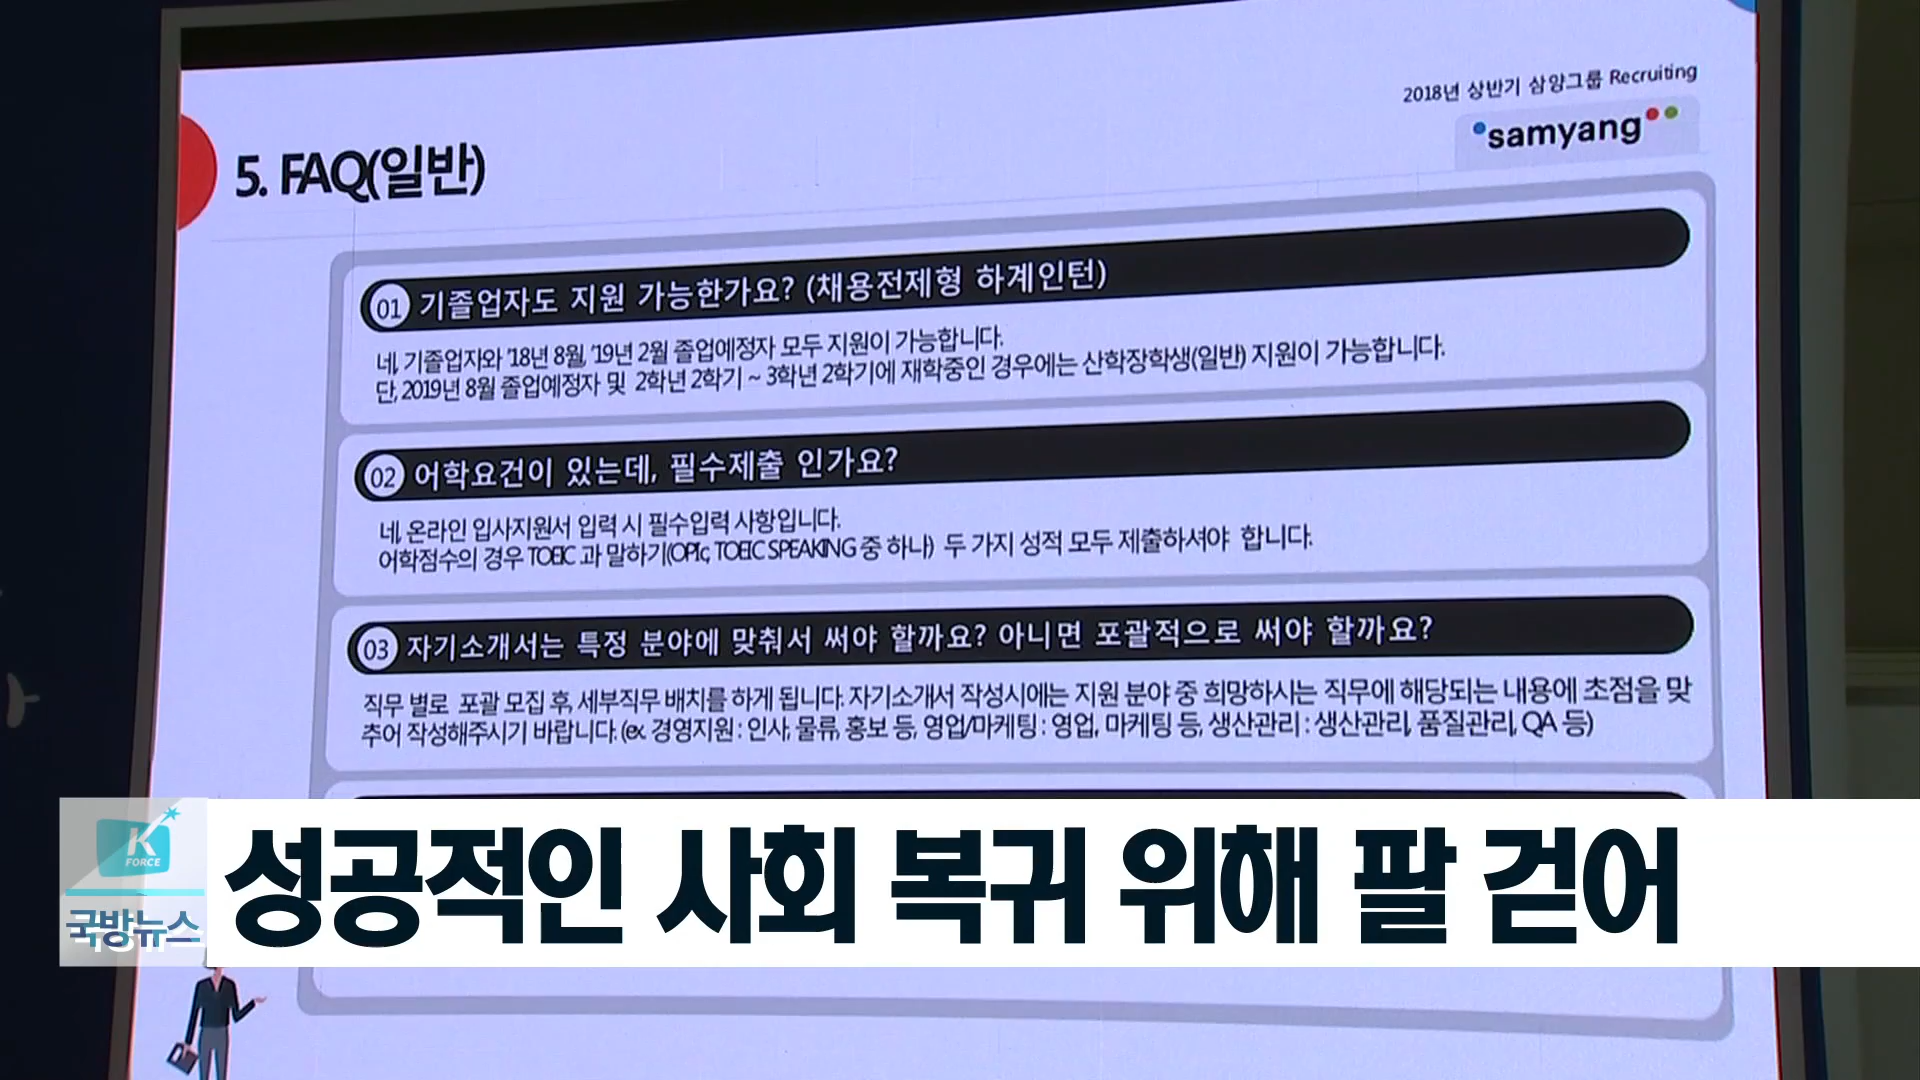 2018년 상반기 삼양그룹 Recruiting
samyang
5. FAQ(일반)
01 기졸업자도 지원 가능한가요? (채용전제형 하계인턴)
네, 기졸업자와 '18년 8월, '19년 2월 졸업예정자 모두 지원이 가능합니다.
단, 2019년 8월 졸업예정자 및 2학년 2학기 ~ 3학년 2학기에 재학중인 경우에는 산학장학생(일반) 지원이 가능합니다.
02 어학요건이 있는데, 필수제출 인가요?
네, 온라인 입사지원서 입력 시 필수입력 사항입니다.
어학점수의 경우 TOEIC 과 말하기(OPIc, TOEIC SPEAKING 중 하나) 두 가지 성적 모두 제출하셔야 합니다.
03 자기소개서는 특정 분야에 맞춰서 써야 할까요? 아니면 포괄적으로 써야 할까요?
직무 별로 포괄 모집 후, 세부직무 배치를 하게 됩니다. 자기소개서 작성시에는 지원 분야 중 희망하시는 직무에 해당되는 내용에 초점을 맞
추어 작성해주시기 바랍니다. (ex. 경영지원 : 인사, 물류, 홍보 등, 영업/마케팅 : 영업, 마케팅 등, 생산관리 : 생산관리, 품질관리, QA 등)
K FORCE
국방뉴스
성공적인 사회 복귀 위해 팔 걷어